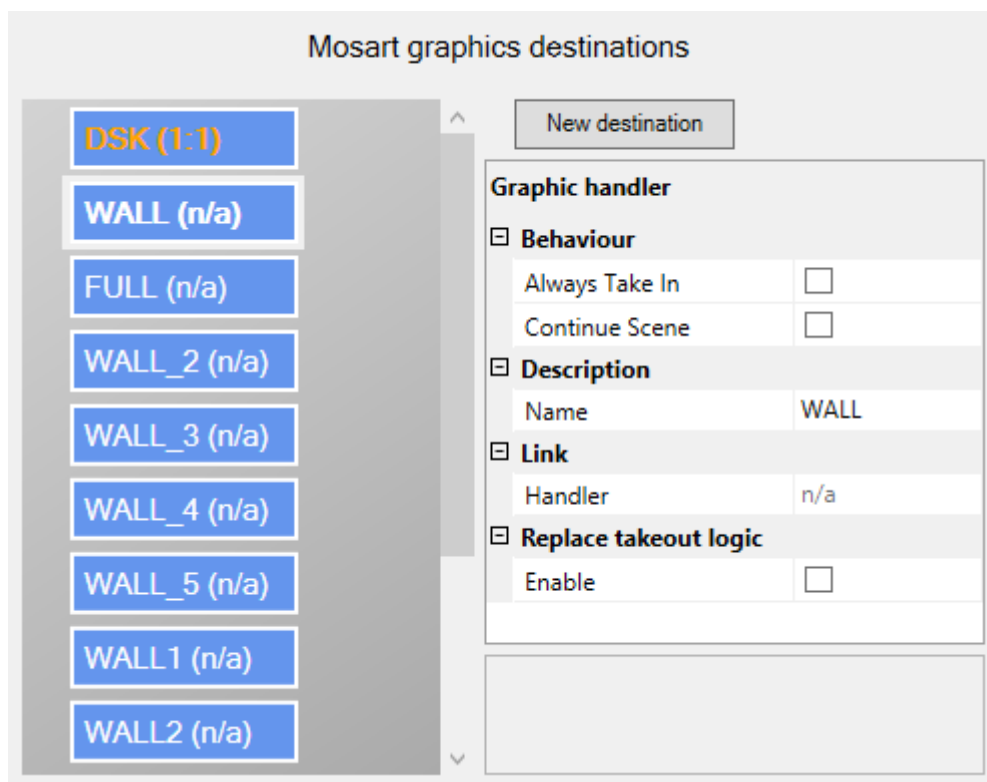 Mosart graphics destinations
DSK (1:1)
WALL (n/a)
FULL (n/a)
WALL_2 (n/a)
WALL_3 (n/a)
WALL_4 (n/a)
WALL_5 (n/a)
WALL1 (n/a)
WALL2 (n/a)
New destination
Graphic handler
Behaviour
Always Take In
Continue Scene
Description
Name WALL
Link
Handler n/a
Replace takeout logic
Enable